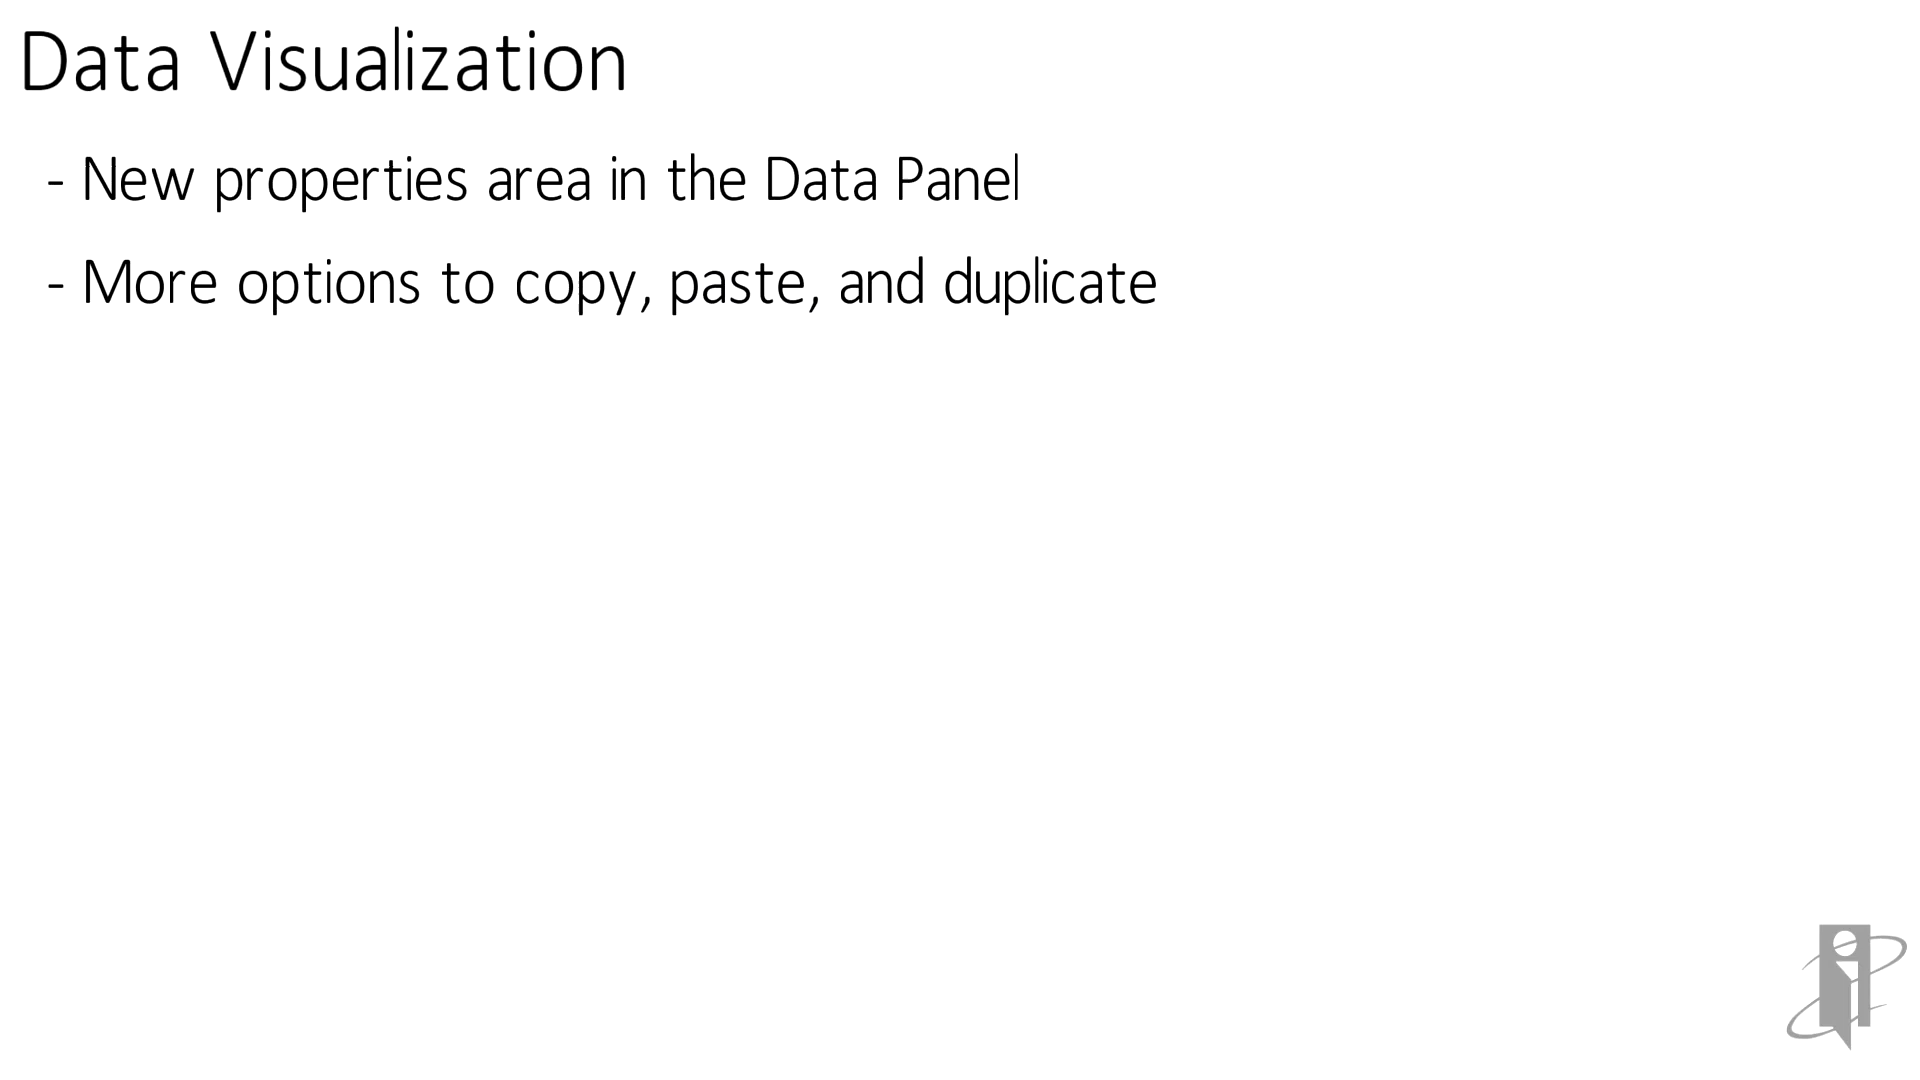 Data Visualization
- New properties area in the Data Panel
- More options to copy, paste, and duplicate